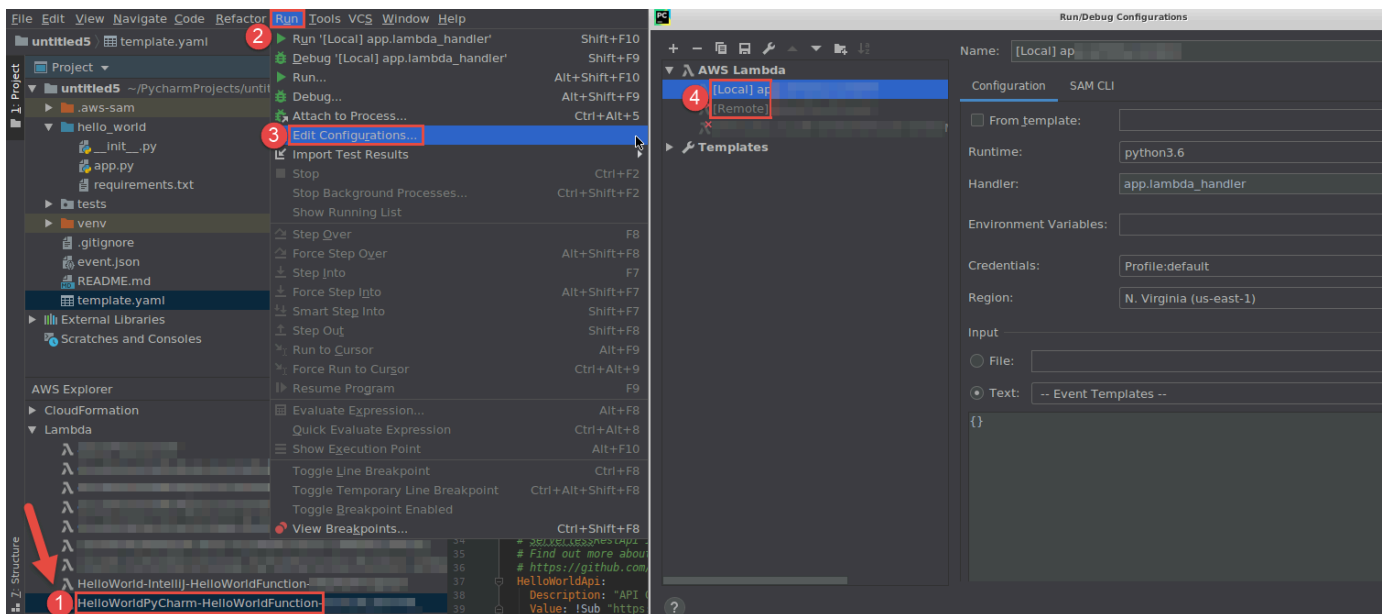 File Edit View Navigate Code Refactor Run Tools VCS Window Help
untitled5 template.yaml
2
Project
1: Project
untitled5 ~/PycharmProjects/untit
.aws-sam
hello_world
__init__.py
app.py
requirements.txt
tests
venv
.gitignore
event.json
README.md
template.yaml
External Libraries
Scratches and Consoles
AWS Explorer
CloudFormation
Lambda
HelloWorld-IntelliJ-HelloWorldFunction-
1
HelloWorldPyCharm-HelloWorldFunction-
Z: Structure
Run '[Local] app.lambda_handler' Shift+F10
Debug '[Local] app.lambda_handler' Shift+F9
Run... Alt+Shift+F10
Debug... Alt+Shift+F9
Attach to Process... Ctrl+Alt+5
3
Edit Configurations...
Import Test Results
Stop Ctrl+F2
Stop Background Processes... Ctrl+Shift+F2
Show Running List
Step Over F8
Force Step Over Alt+Shift+F8
Step Into F7
Force Step Into Alt+Shift+F7
Smart Step Into Shift+F7
Step Out Shift+F8
Run to Cursor Alt+F9
Force Run to Cursor Ctrl+Alt+9
Resume Program F9
Evaluate Expression... Alt+F8
Quick Evaluate Expression Ctrl+Alt+8
Show Execution Point Alt+F10
Toggle Line Breakpoint Ctrl+F8
Toggle Temporary Line Breakpoint Ctrl+Alt+Shift+F8
Toggle Breakpoint Enabled
View Breakpoints... Ctrl+Shift+F8
34 # ServerlessRestApi
35 # Find out more about
36 # https://github.com/
37 HelloWorldApi:
38 Description: "API
39 Value: !Sub "https
PC
Run/Debug Configurations
AWS Lambda
4
[Local] ap
[Remote]
Templates
?
Name: [Local] ap
Configuration SAM CLI
From template:
Runtime: python3.6
Handler: app.lambda_handler
Environment Variables:
Credentials: Profile:default
Region: N. Virginia (us-east-1)
Input
File:
Text: -- Event Templates --
{}